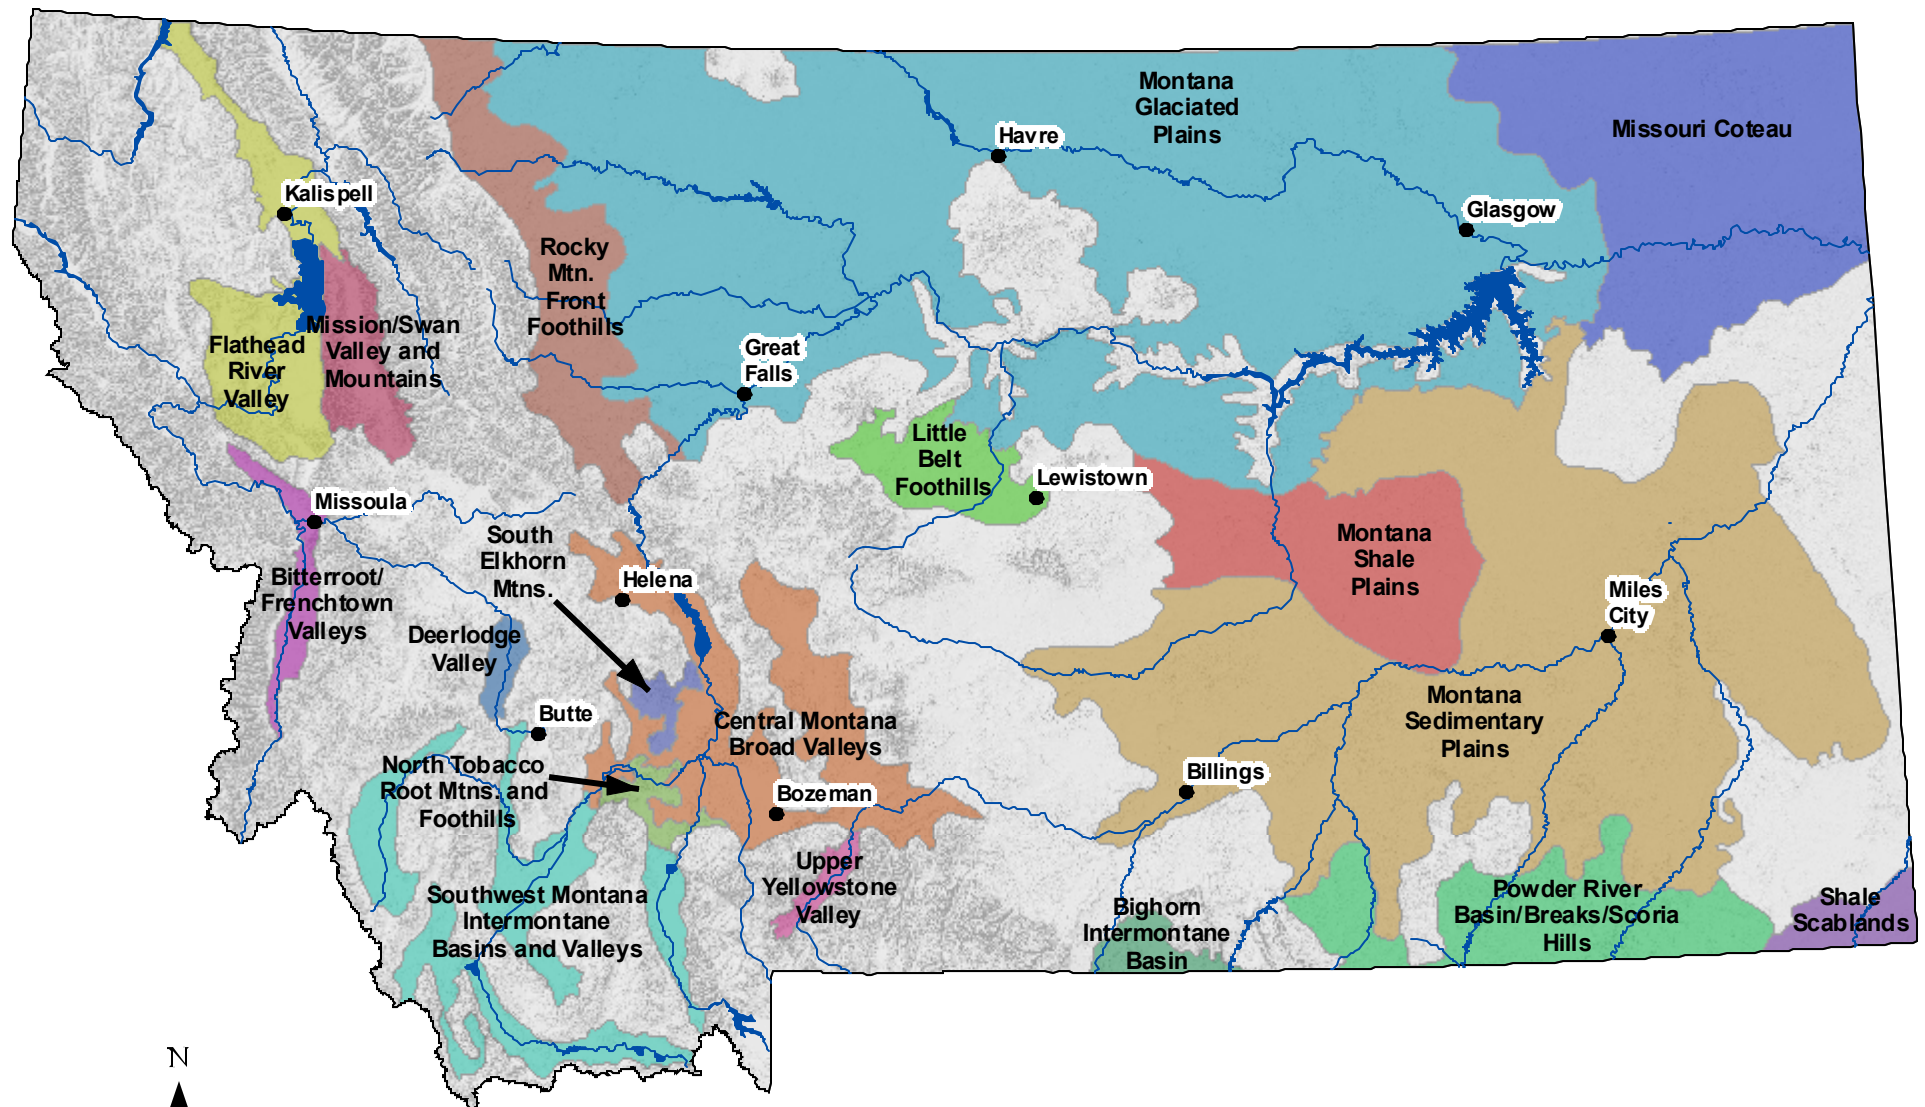 Montana
Glaciated
Plains
Missouri Coteau
Havre
Kalispell
Glasgow
Rocky
Mtn.
Front
Foothills
Mission/Swan
Valley and
Mountains
Flathead
River
Valley
Great
Falls
Little
Belt
Foothills
Lewistown
Missoula
South
Elkhorn
Mtns.
Montana
Shale
Plains
Helena
Bitterroot/
Frenchtown
Valleys
Miles
City
Deerlodge
Valley
Butte
Central Montana
Broad Valleys
Montana
Sedimentary
Plains
North Tobacco
Root Mtns. and
Foothills
Billings
Bozeman
Upper
Yellowstone
Valley
Southwest Montana
Intermontane
Basins and Valleys
Bighorn
Intermontane
Basin
Powder River
Basin/Breaks/Scoria
Hills
Shale
Scablands
N